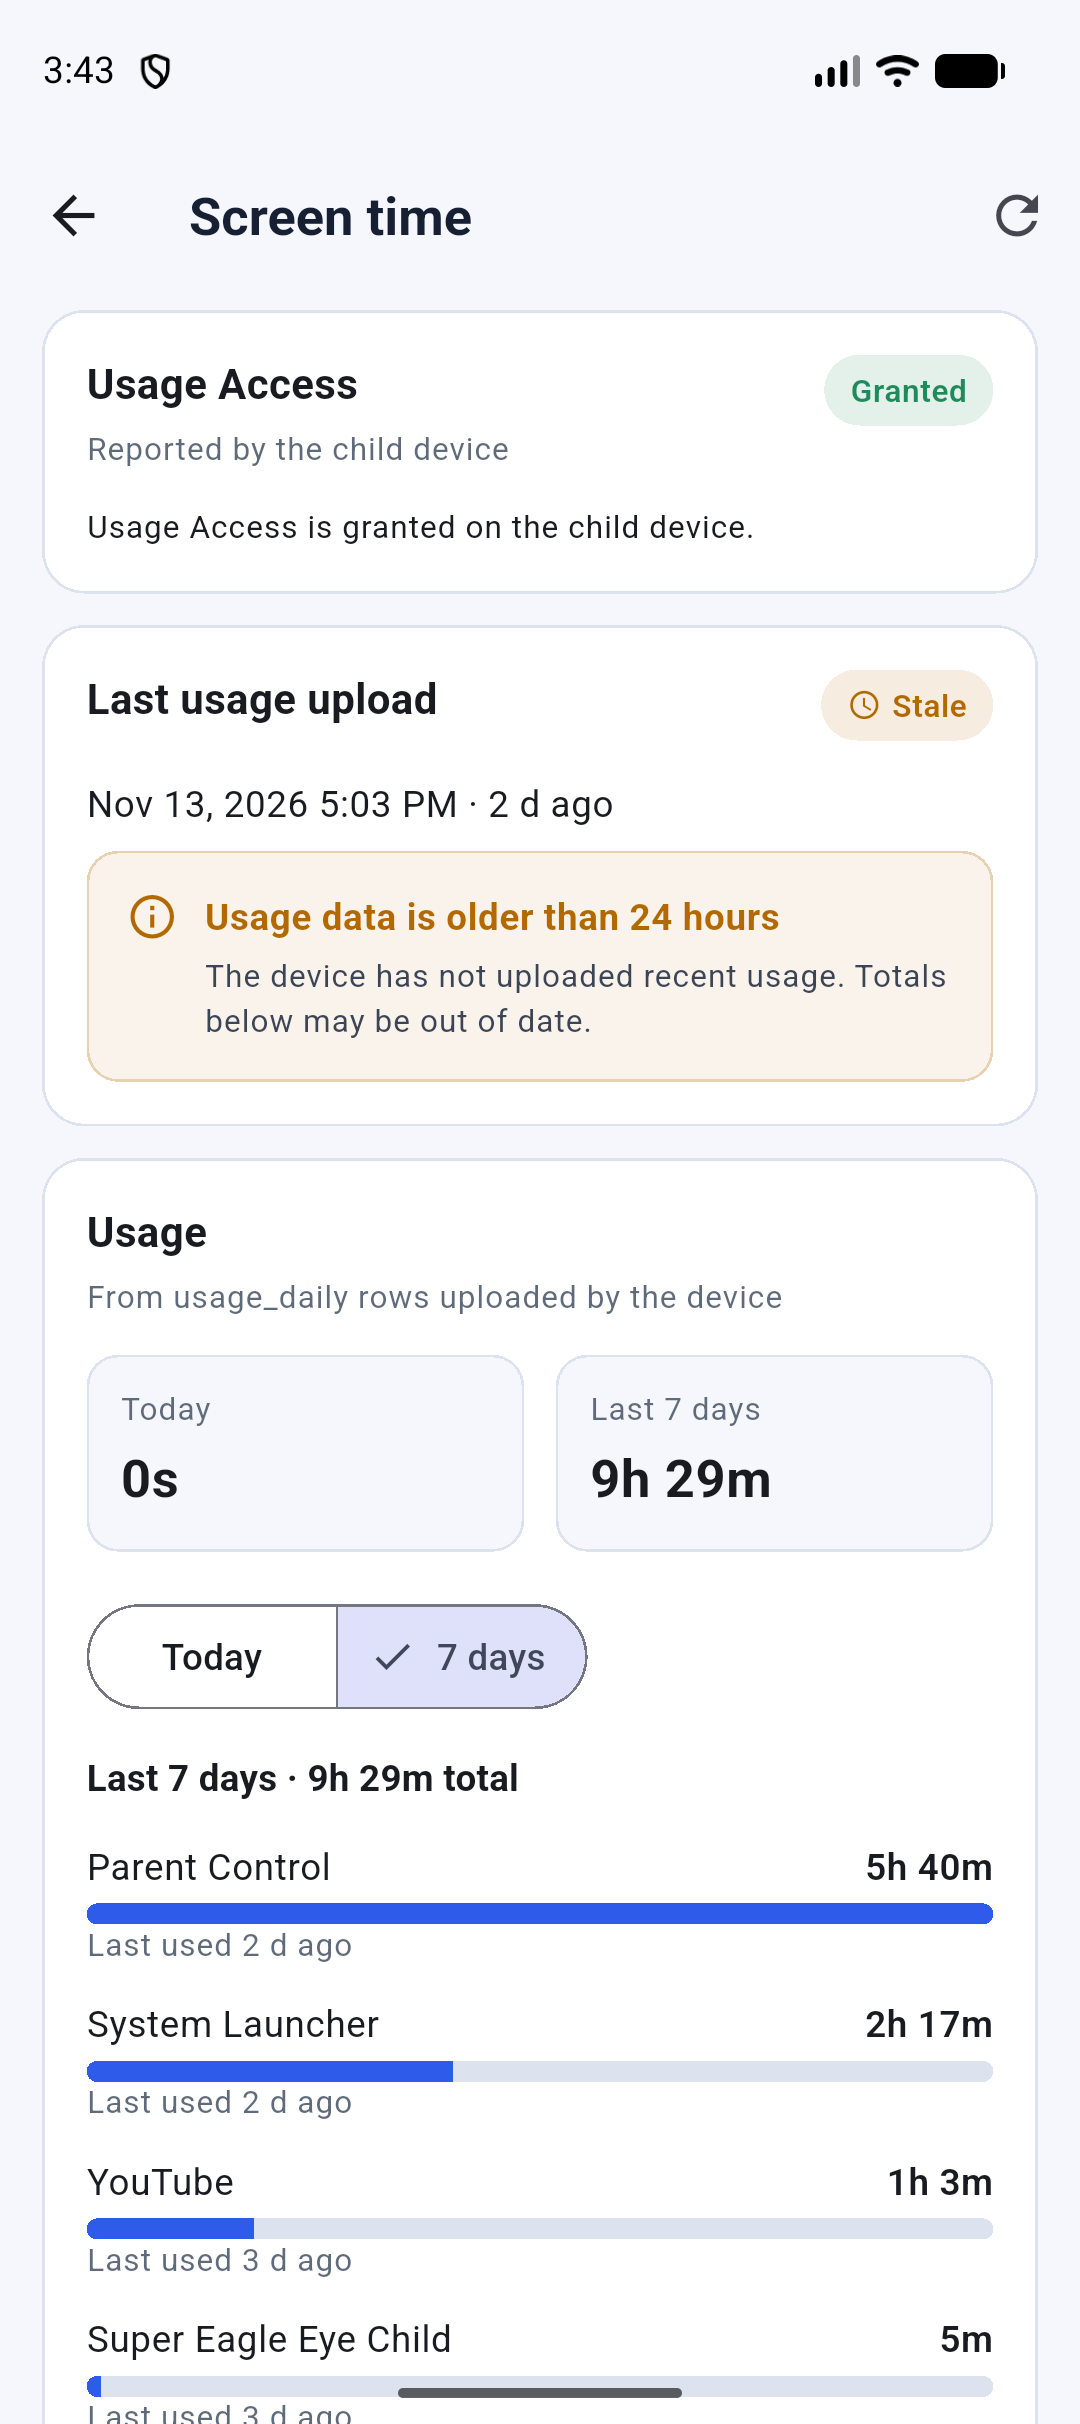 3:43
Screen time
Usage Access
Granted
Reported by the child device
Usage Access is granted on the child device.
Last usage upload
Stale
Nov 13, 2026 5:03 PM · 2 d ago
Usage data is older than 24 hours
The device has not uploaded recent usage. Totals
below may be out of date.
Usage
From usage_daily rows uploaded by the device
Today
0s
Last 7 days
9h 29m
Today
7 days
Last 7 days · 9h 29m total
Parent Control
5h 40m
Last used 2 d ago
System Launcher
2h 17m
Last used 2 d ago
YouTube
1h 3m
Last used 3 d ago
Super Eagle Eye Child
5m
Last used 3 d ago